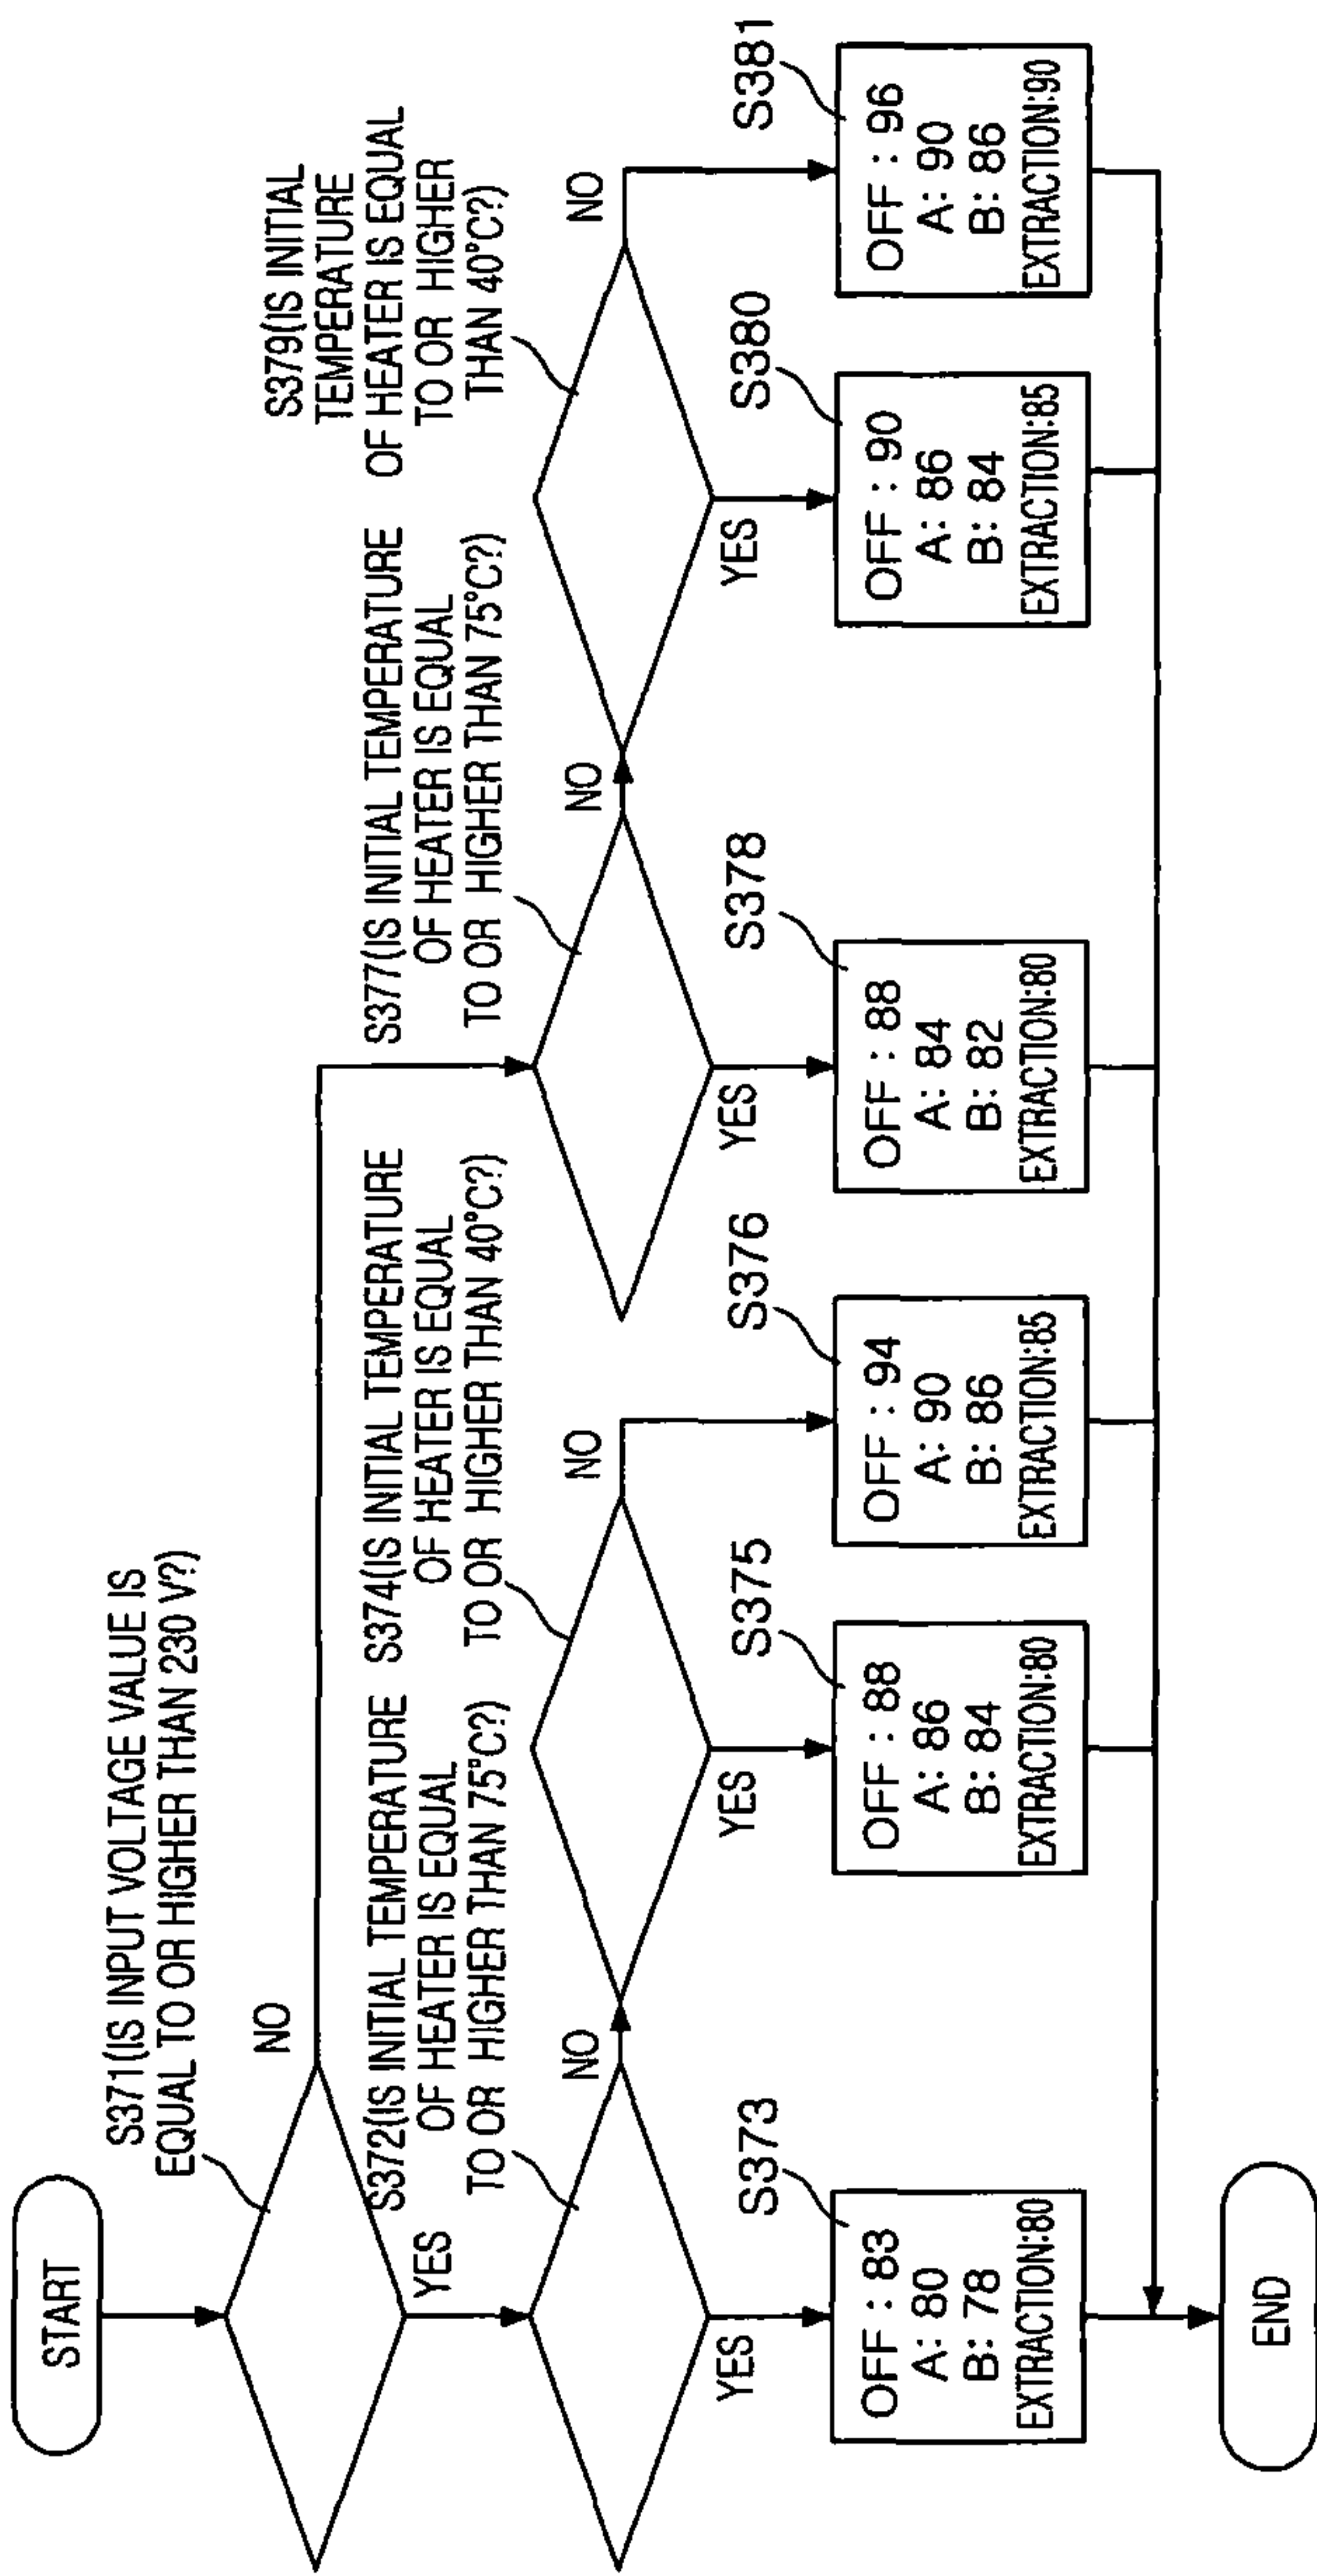 START
S371(IS INPUT VOLTAGE VALUE IS
EQUAL TO OR HIGHER THAN 230 V?)
NO
YES
S372(IS INITIAL TEMPERATURE
OF HEATER IS EQUAL
TO OR HIGHER THAN 75°C?)
NO
YES
S373
OFF : 83
A: 80
B: 78
EXTRACTION:80
S374(IS INITIAL TEMPERATURE
OF HEATER IS EQUAL
TO OR HIGHER THAN 40°C?)
NO
YES
S375
OFF : 88
A: 86
B: 84
EXTRACTION:80
S376
OFF : 94
A: 90
B: 86
EXTRACTION:85
S377(IS INITIAL TEMPERATURE
OF HEATER IS EQUAL
TO OR HIGHER THAN 75°C?)
NO
YES
S378
OFF : 88
A: 84
B: 82
EXTRACTION:80
S379(IS INITIAL
TEMPERATURE
OF HEATER IS EQUAL
TO OR HIGHER
THAN 40°C?)
NO
YES
S380
OFF : 90
A: 86
B: 84
EXTRACTION:85
S381
OFF : 96
A: 90
B: 86
EXTRACTION:90
END